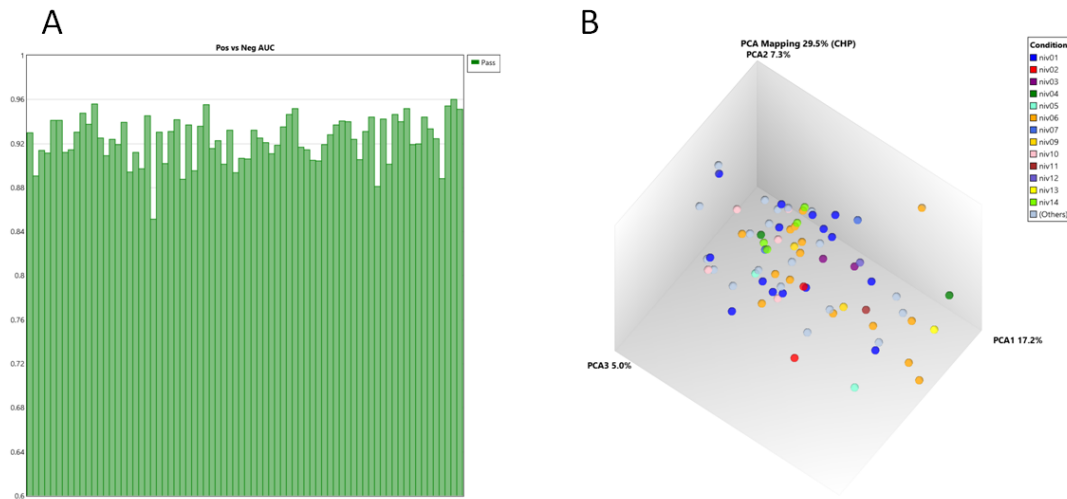 A
Pos vs Neg AUC
1
0.96
0.92
0.88
0.84
0.8
0.76
0.72
0.68
0.64
0.6
Pass
B
PCA Mapping 29.5% (CHP)
PCA2 7.3%
PCA1 17.2%
PCA3 5.0%
Condition
niv01
niv02
niv03
niv04
niv05
niv06
niv07
niv09
niv10
niv11
niv12
niv13
niv14
(Others)